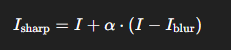 I_sharp = I + α · (I − I_blur)